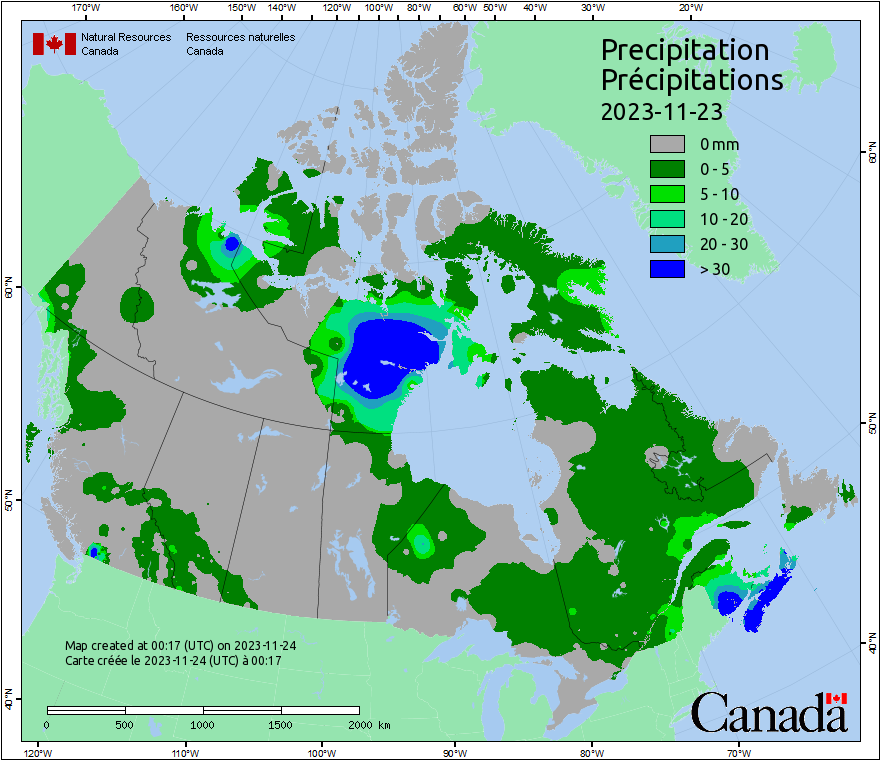 170°W 160°W 150°W 140°W 130°W 120°W 110°W 100°W 90°W 80°W 70°W 60°W 50°W 40°W 30°W 20°W
Natural Resources Ressources naturelles
Canada Canada
Precipitation
Précipitations
2023-11-23
0 mm
0 - 5
5 - 10
10 - 20
20 - 30
> 30
60°N
60°N
50°N
50°N
40°N
40°N
Map created at 00:17 (UTC) on 2023-11-24
Carte créée le 2023-11-24 (UTC) à 00:17
0 500 1000 1500 2000 km
Canada
120°W 110°W 100°W 90°W 80°W 70°W